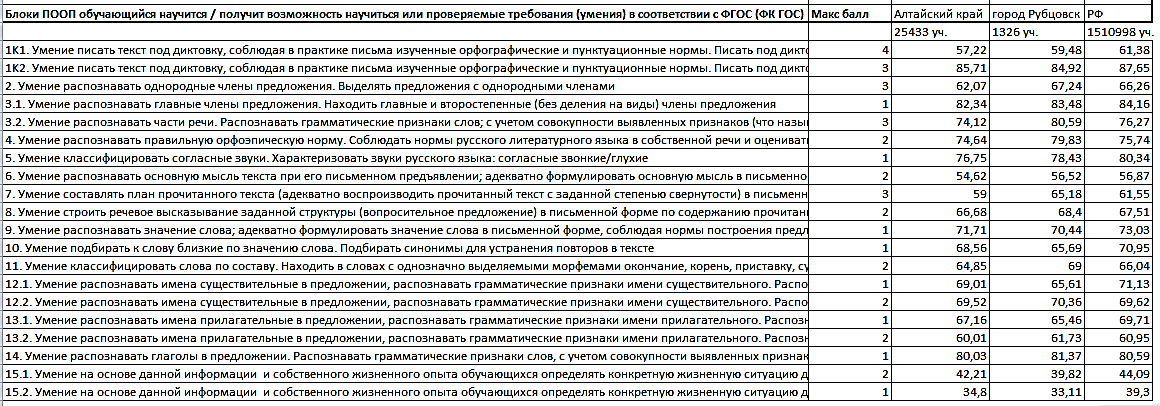 Блоки ПООП обучающийся научится / получит возможность научиться или проверяемые требования (умения) в соответствии с ФГОС (ФК ГОС) Макс балл Алтайский край город Рубцовск РФ
25433 уч. 1326 уч. 1510998 уч.
1К1. Умение писать текст под диктовку, соблюдая в практике письма изученные орфографические и пунктуационные нормы. Писать под 4 57,22 59,48 61,38
1К2. Умение писать текст под диктовку, соблюдая в практике письма изученные орфографические и пунктуационные нормы. Писать под 3 85,71 84,92 87,65
2. Умение распознавать однородные члены предложения. Выделять предложения с однородными членами 3 62,07 67,24 66,26
3.1. Умение распознавать главные члены предложения. Находить главные и второстепенные (без деления на виды) члены предложения 1 82,34 83,48 84,16
3.2. Умение распознавать части речи. Распознавать грамматические признаки слов; с учетом совокупности выявленных признаков (что 3 74,12 80,59 76,27
4. Умение распознавать правильную орфоэпическую норму. Соблюдать нормы русского литературного языка в собственной речи и 2 74,64 79,83 75,74
5. Умение классифицировать согласные звуки. Характеризовать звуки русского языка: согласные звонкие/глухие 1 76,75 78,43 80,34
6. Умение распознавать основную мысль текста при его письменном предъявлении; адекватно формулировать основную мысль в 2 54,62 56,52 56,87
7. Умение составлять план прочитанного текста (адекватно воспроизводить прочитанный текст с заданной степенью свернутости) в 3 59 65,18 61,55
8. Умение строить речевое высказывание заданной структуры (вопросительное предложение) в письменной форме по содержанию 2 66,68 68,4 67,51
9. Умение распознавать значение слова; адекватно формулировать значение слова в письменной форме, соблюдая нормы построения 1 71,71 70,44 73,03
10. Умение подбирать к слову близкие по значению слова. Подбирать синонимы для устранения повторов в тексте 1 68,56 65,69 70,95
11. Умение классифицировать слова по составу. Находить в словах с однозначно выделяемыми морфемами окончание, корень, приставку, 2 64,85 69 66,04
12.1. Умение распознавать имена существительные в предложении, распознавать грамматические признаки имени существительного. 1 69,01 65,61 71,13
12.2. Умение распознавать имена существительные в предложении, распознавать грамматические признаки имени существительного. 2 69,52 70,36 69,62
13.1. Умение распознавать имена прилагательные в предложении, распознавать грамматические признаки имени прилагательного. 1 67,16 65,46 69,71
13.2. Умение распознавать имена прилагательные в предложении, распознавать грамматические признаки имени прилагательного. 2 60,01 61,73 60,95
14. Умение распознавать глаголы в предложении. Распознавать грамматические признаки слов, с учетом совокупности выявленных 1 80,03 81,37 80,59
15.1. Умение на основе данной информации и собственного жизненного опыта обучающихся определять конкретную жизненную ситуацию 2 42,21 39,82 44,09
15.2. Умение на основе данной информации и собственного жизненного опыта обучающихся определять конкретную жизненную ситуацию 1 34,8 33,11 39,3